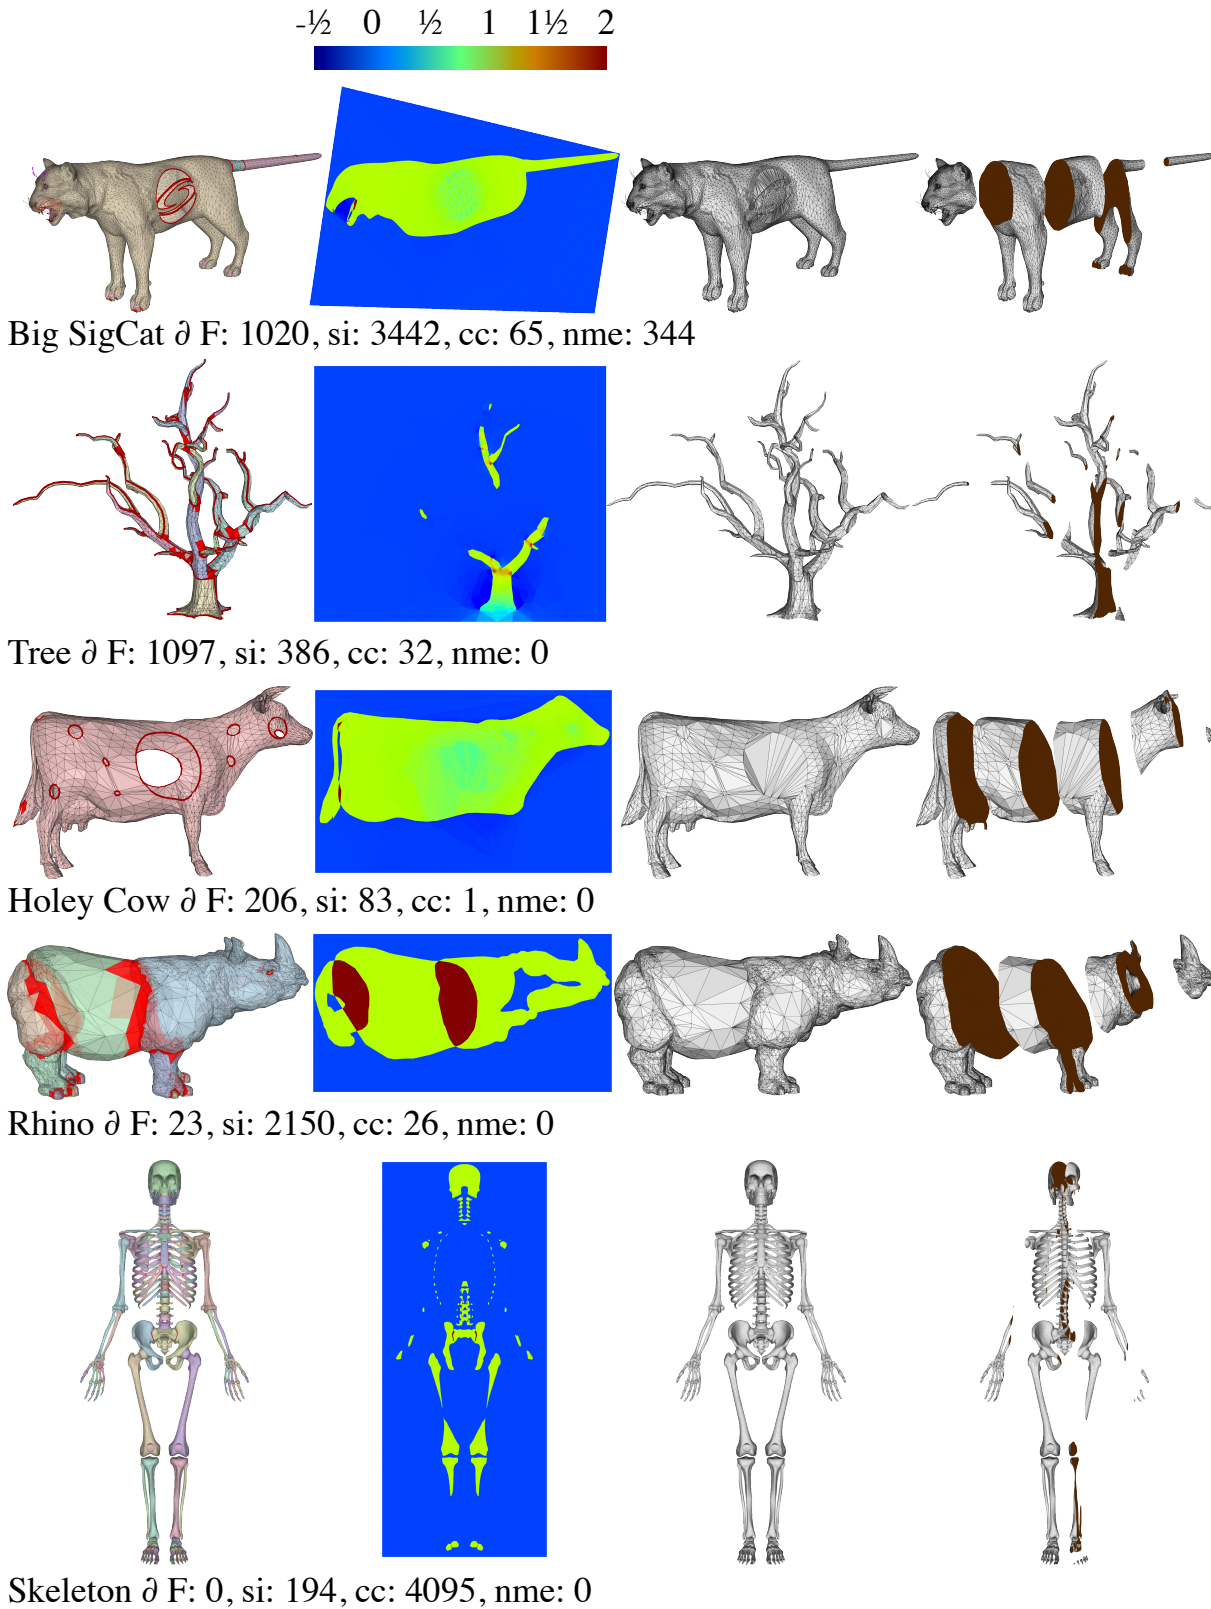 -½ 0 ½ 1 1½ 2
Big SigCat ∂ F: 1020, si: 3442, cc: 65, nme: 344
Tree ∂ F: 1097, si: 386, cc: 32, nme: 0
Holey Cow ∂ F: 206, si: 83, cc: 1, nme: 0
Rhino ∂ F: 23, si: 2150, cc: 26, nme: 0
Skeleton ∂ F: 0, si: 194, cc: 4095, nme: 0